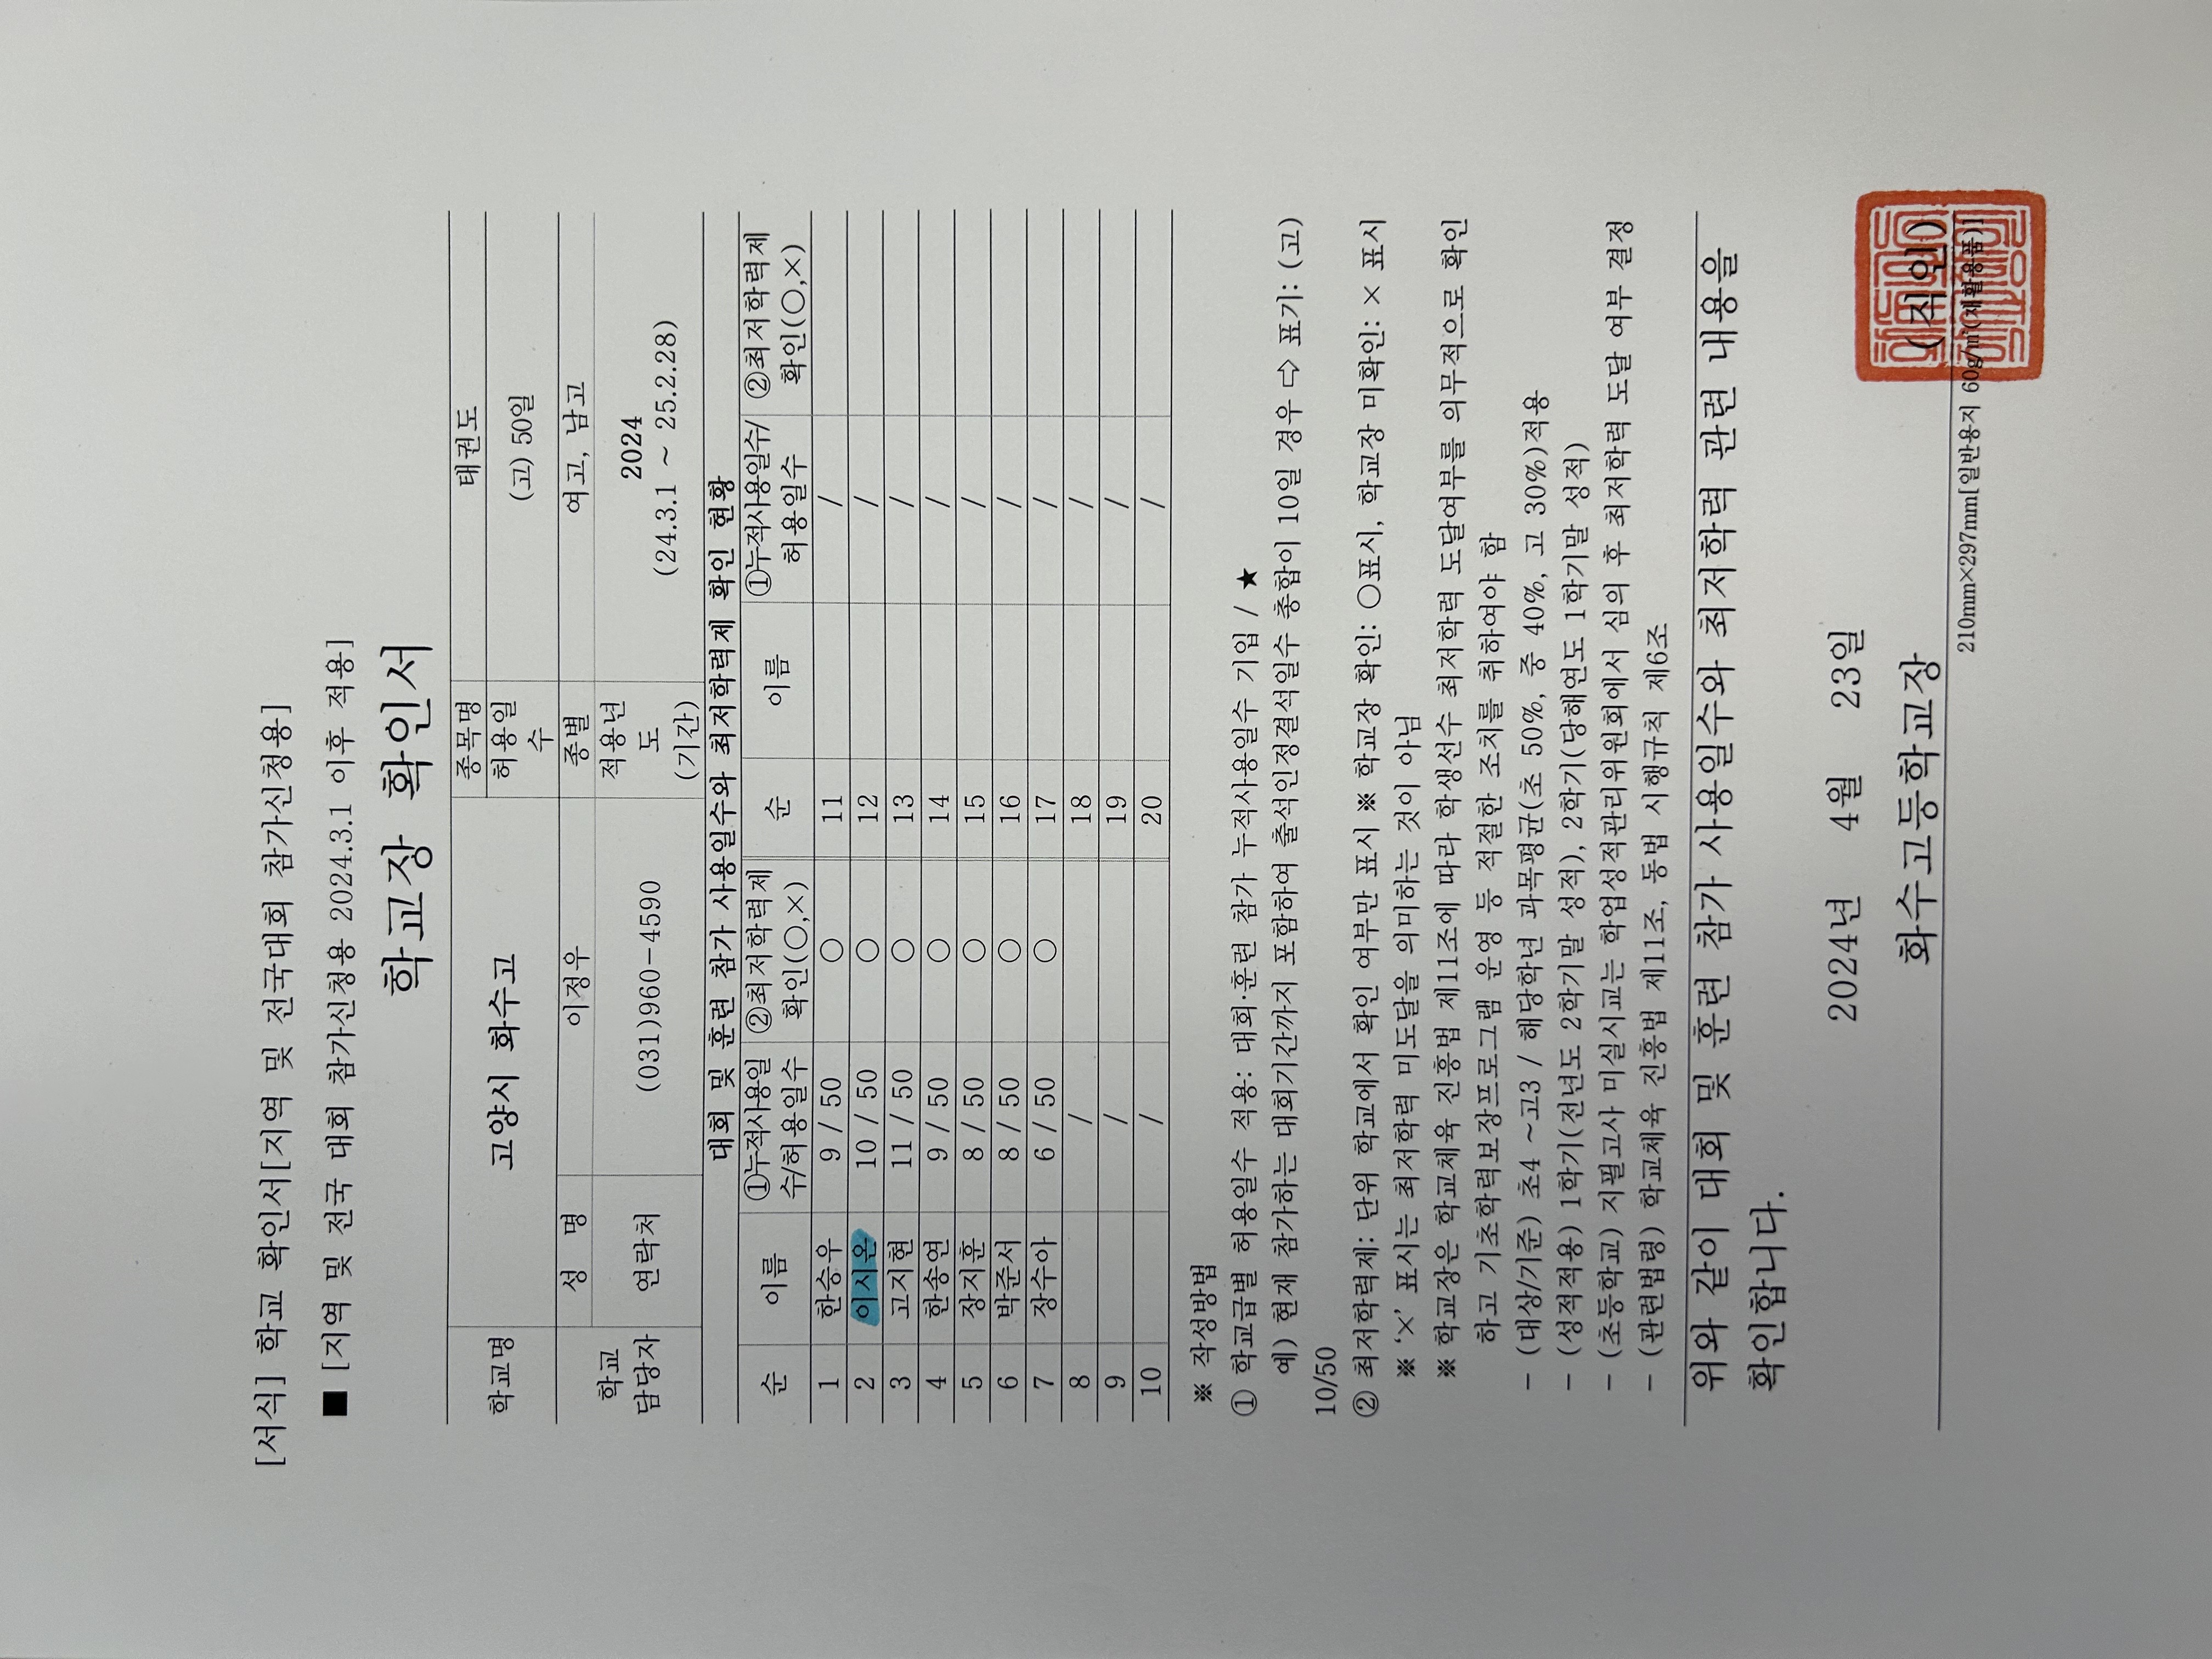 [서식] 학교 확인서[지역 및 전국대회 참가신청용]
■ [지역 및 전국 대회 참가신청용 2024.3.1 이후 적용]
학교장 확인서
학교명 고양시 화수고 종목명 태권도
허용일수 (고) 50일
학교 담당자 성 명 이정우 종별 여고, 남고
연락처 (031)960-4590 적용년도 (기간) 2024 (24.3.1 ~ 25.2.28)
대회 및 훈련 참가 사용일수와 최저학력제 확인 현황
순 이름 ①누적사용일수/허용일수 ②최저학력제 확인(○,×) 순 이름 ①누적사용일수/허용일수 ②최저학력제 확인(○,×)
1 한승우 9 / 50 ○ 11 /
2 이시온 10 / 50 ○ 12 /
3 고지현 11 / 50 ○ 13 /
4 한송연 9 / 50 ○ 14 /
5 장지훈 8 / 50 ○ 15 /
6 박준서 8 / 50 ○ 16 /
7 장수아 6 / 50 ○ 17 /
8 / 18 /
9 / 19 /
10 / 20 /
※ 작성방법
① 학교급별 허용일수 적용: 대회·훈련 참가 누적사용일수 기입 / ★
예) 현재 참가하는 대회기간까지 포함하여 출석인정결석일수 총합이 10일 경우 ⇨ 표기: (고)
10/50
② 최저학력제: 단위 학교에서 확인 여부만 표시 ※ 학교장 확인: ○표시, 학교장 미확인: × 표시
※ '×' 표시는 최저학력 미도달을 의미하는 것이 아님
※ 학교장은 학교체육 진흥법 제11조에 따라 학생선수 최저학력 도달여부를 의무적으로 확인
하고 기초학력보장프로그램 운영 등 적절한 조치를 취하여야 함
- (대상/기준) 초4 ~고3 / 해당학년 과목평균(초 50%, 중 40%, 고 30%)적용
- (성적적용) 1학기(전년도 2학기말 성적), 2학기(당해연도 1학기말 성적)
- (초등학교) 지필고사 미실시교는 학업성적관리위원회에서 심의 후 최저학력 도달 여부 결정
- (관련법령) 학교체육 진흥법 제11조, 동법 시행규칙 제6조
위와 같이 대회 및 훈련 참가 사용일수와 최저학력 관련 내용을
확인합니다.
2024년 4월 23일
화수고등학교장 (직인)
210mm×297mm[일반용지 60g/㎡(재활용품)]